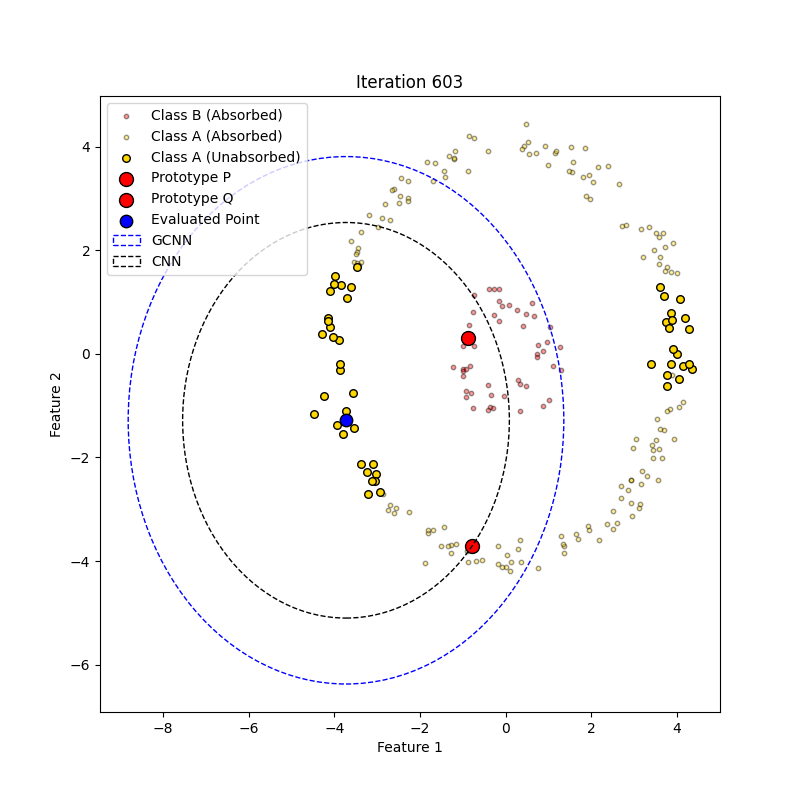 Iteration 603
Class B (Absorbed)
Class A (Absorbed)
Class A (Unabsorbed)
Prototype P
Prototype Q
Evaluated Point
GCNN
CNN
4
2
0
−2
−4
−6
Feature 2
−8
−6
−4
−2
0
2
4
Feature 1